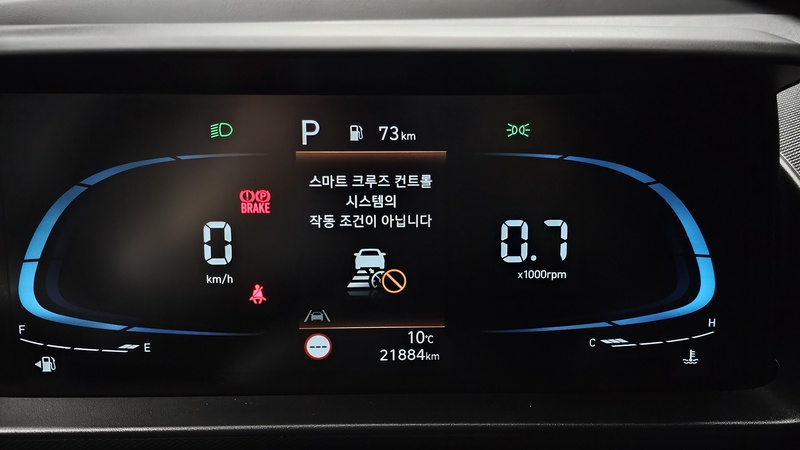 P 73km
스마트 크루즈 컨트롤
시스템의
작동 조건이 아닙니다
BRAKE
0
km/h
0.7
x1000rpm
F E
C H
10℃
21884km